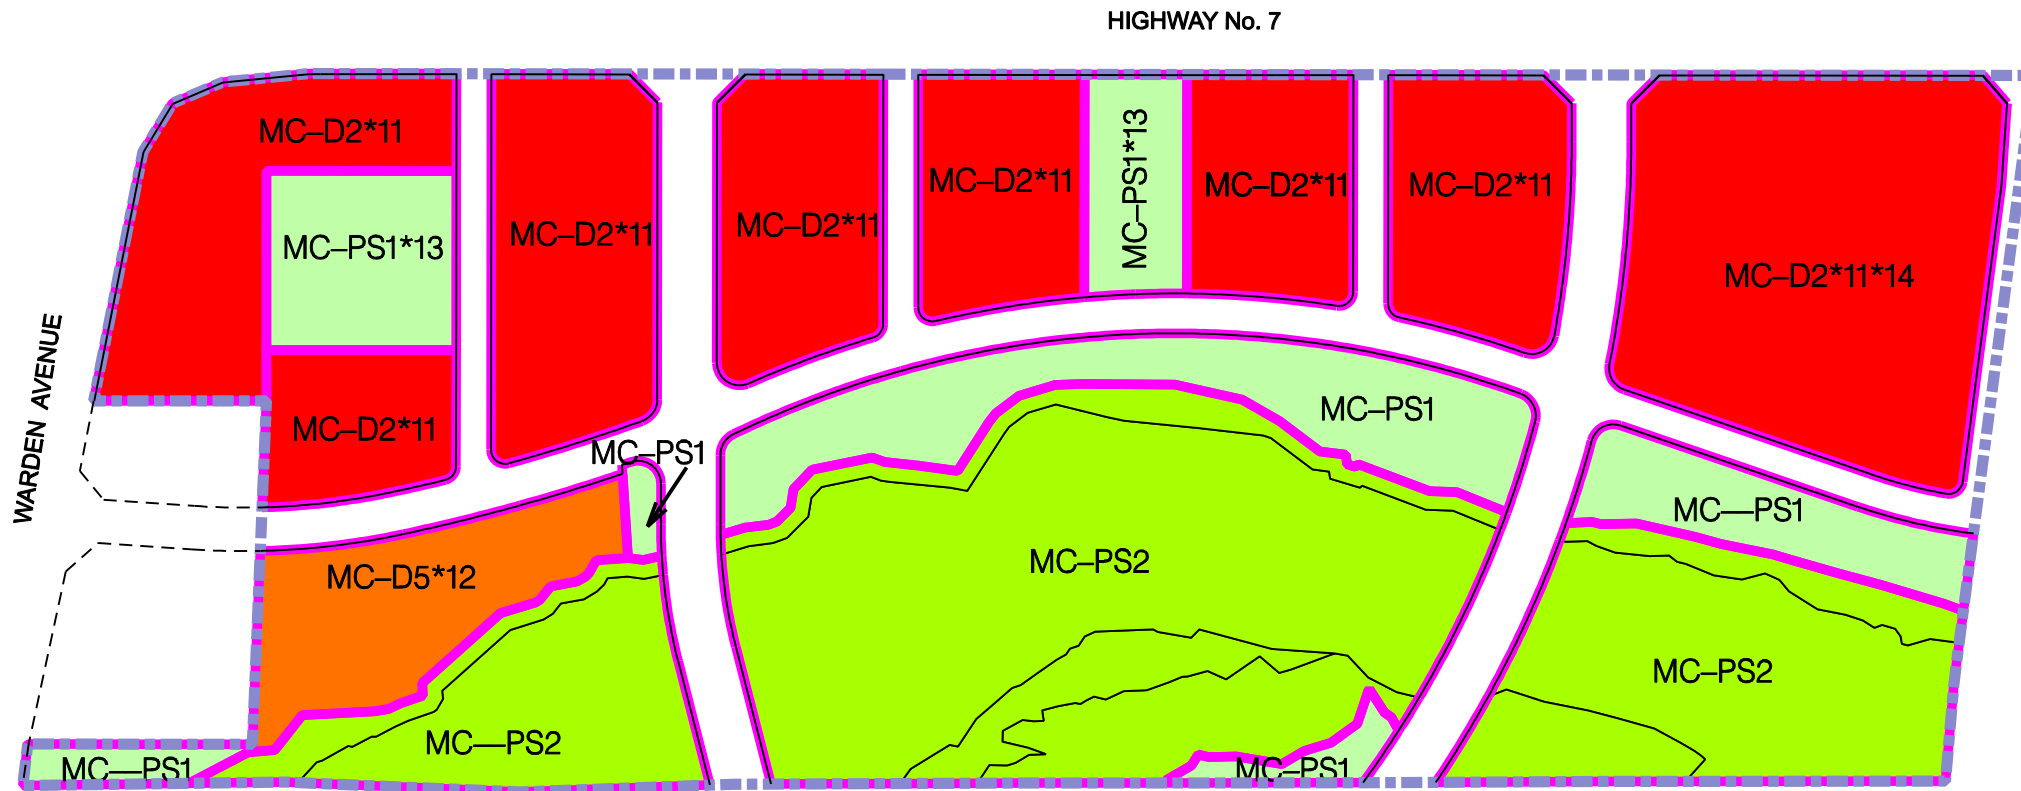 HIGHWAY No. 7
MC–D2*11
MC–PS1*13
MC–D2*11
MC–D2*11
MC–D2*11
MC–D2*11
MC–PS1*13
MC–D2*11
MC–D2*11
MC–D2*11*14
WARDEN AVENUE
MC–PS1
MC–PS1
MC—PS1
MC–D5*12
MC–PS2
MC–PS2
MC—PS2
MC—PS1
MC–PS1